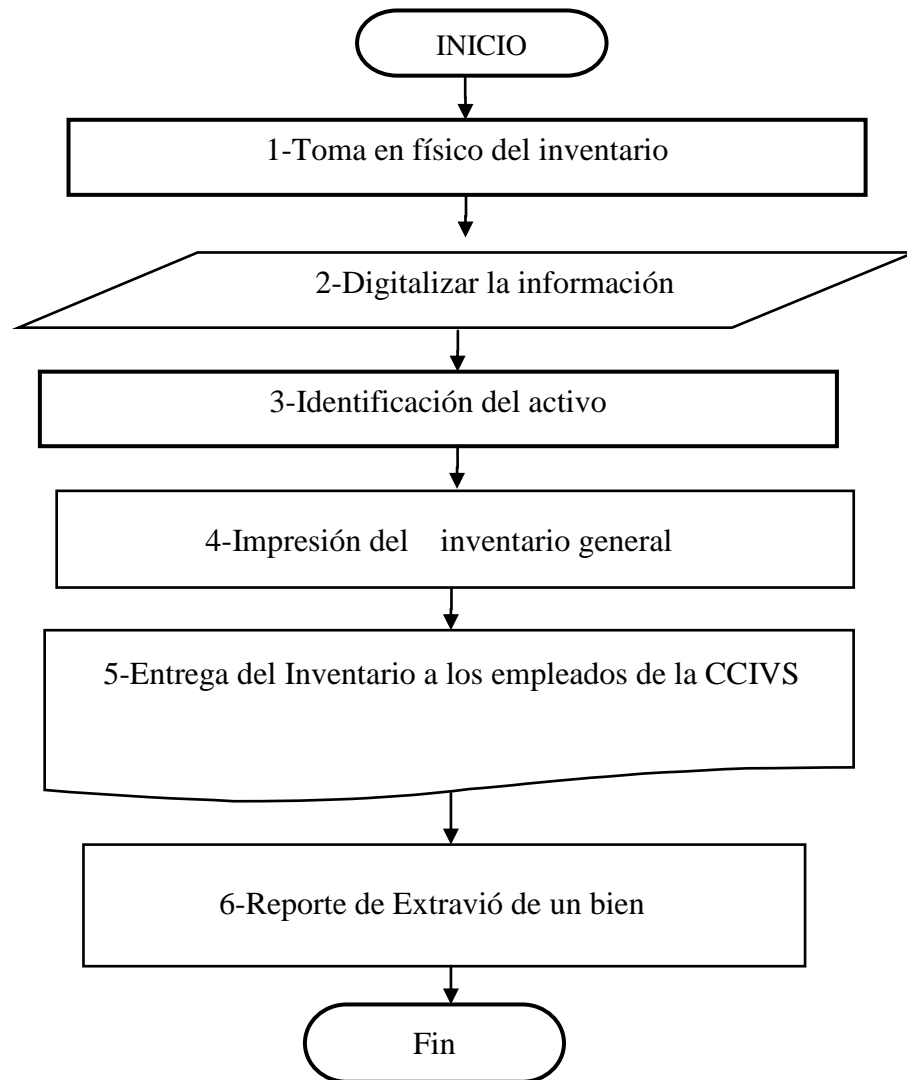 INICIO
1-Toma en físico del inventario
2-Digitalizar la información
3-Identificación del activo
4-Impresión del inventario general
5-Entrega del Inventario a los empleados de la CCIVS
6-Reporte de Extravió de un bien
Fin